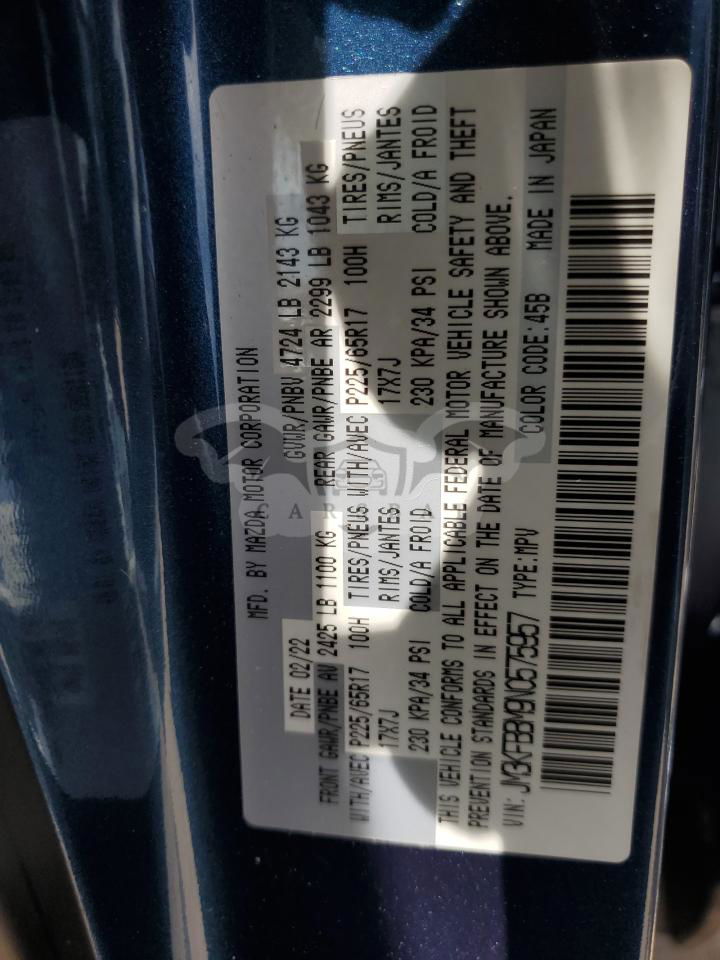 MFD. BY MAZDA MOTOR CORPORATION
DATE 02/22 GVWR/PNBV 4724 LB 2143 KG
FRONT GAWR/PNBE AV 2425 LB 1100 KG REAR GAWR/PNBE AR 2299 LB 1043 KG
WITH/AVEC P225/65R17 100H TIRES/PNEUS WITH/AVEC P225/65R17 100H TIRES/PNEUS
17X7J RIMS/JANTES 17X7J RIMS/JANTES
230 KPA/34 PSI COLD/A FROID 230 KPA/34 PSI COLD/A FROID
THIS VEHICLE CONFORMS TO ALL APPLICABLE FEDERAL MOTOR VEHICLE SAFETY AND THEFT
PREVENTION STANDARDS IN EFFECT ON THE DATE OF MANUFACTURE SHOWN ABOVE.
VIN: JM3KFBBM9N0575957 TYPE:MPV COLOR CODE:45B MADE IN JAPAN